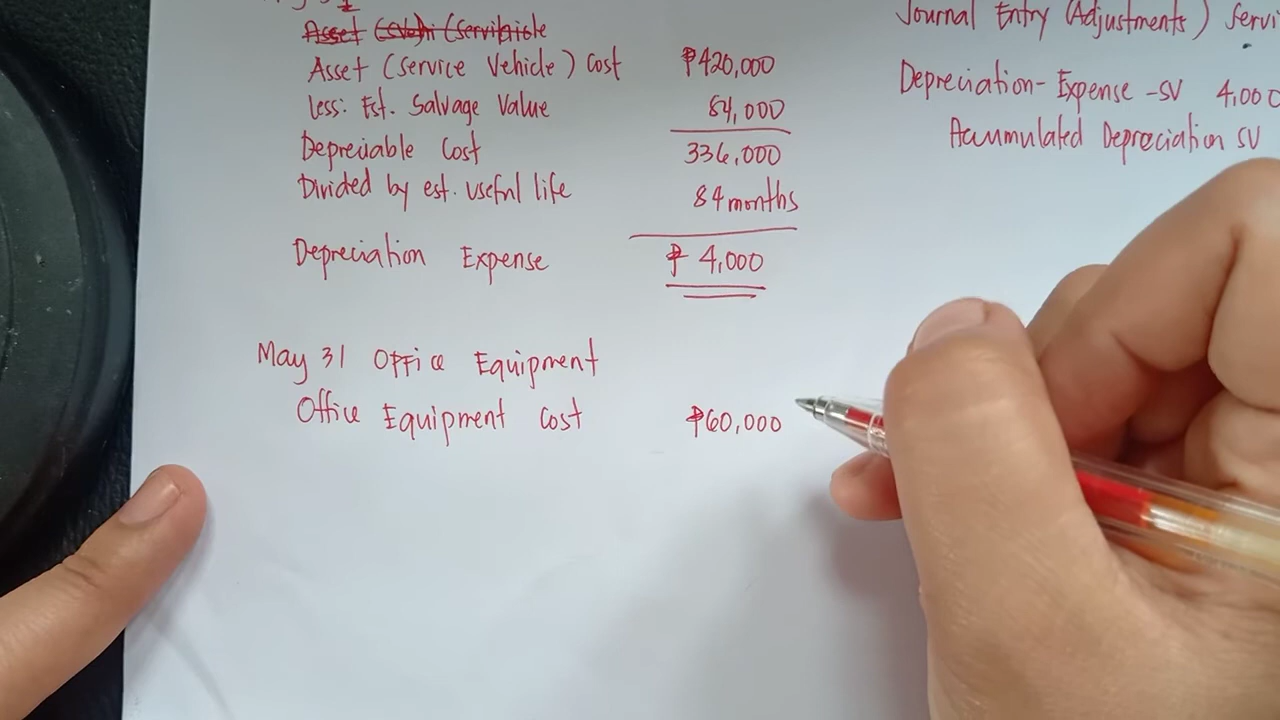 Asset (Service Vehicle) Cost ₱420,000
Less: Est. Salvage Value 84,000
Depreciable Cost 336,000
Divided by est. useful life 84 months
Depreciation Expense ₱ 4,000
May 31 Office Equipment
Office Equipment Cost ₱60,000
Journal Entry (Adjustments)
Depreciation - Expense - SV 4,000
Accumulated Depreciation SV